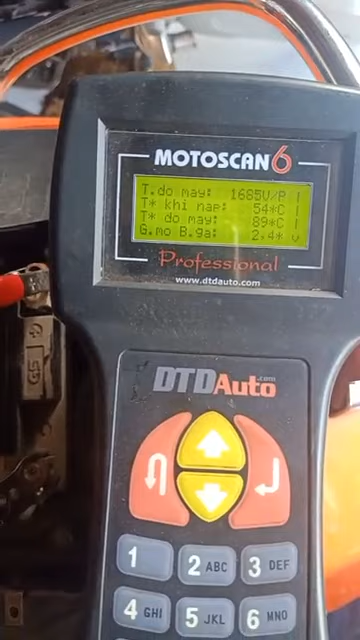 MOTOSCAN6
T.do may: 1685V/P
T* khi nap: 54*C
T* do may: 89*C
G.mo B.ga: 2.4* v
Professional
www.dtdauto.com
DTDAuto.com
1
2 ABC
3 DEF
4 GHI
5 JKL
6 MNO